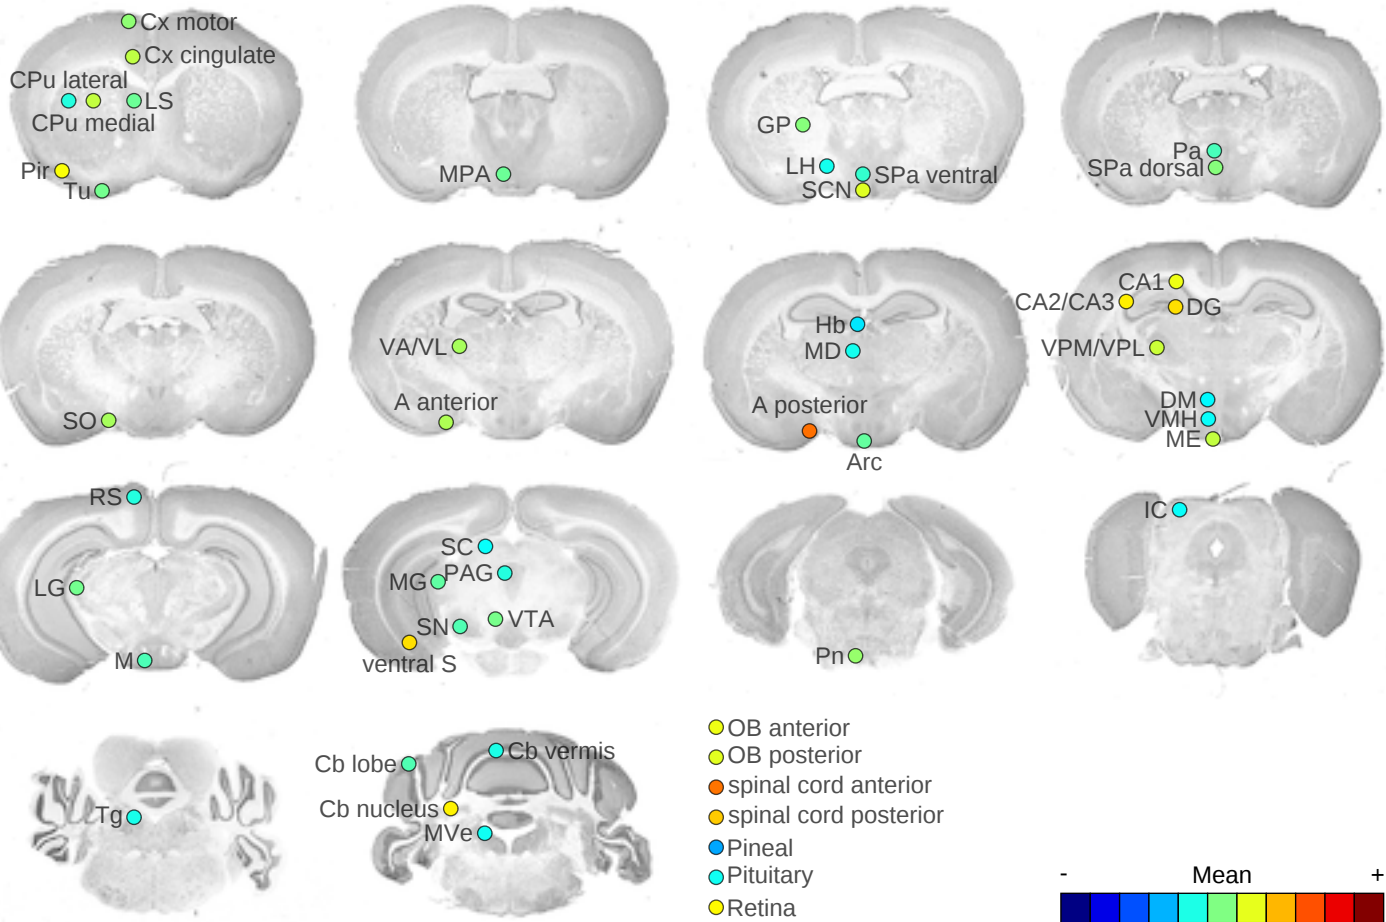 Cx motor
Cx cingulate
CPu lateral
LS
CPu medial
Pir
Tu
MPA
GP
LH
SPa ventral
SCN
Pa
SPa dorsal
SO
VA/VL
A anterior
Hb
MD
A posterior
Arc
CA1
CA2/CA3
DG
VPM/VPL
DM
VMH
ME
RS
LG
M
SC
PAG
MG
VTA
SN
ventral S
Pn
IC
Tg
Cb vermis
Cb lobe
Cb nucleus
MVe
OB anterior
OB posterior
spinal cord anterior
spinal cord posterior
Pineal
Pituitary
Retina
- Mean +